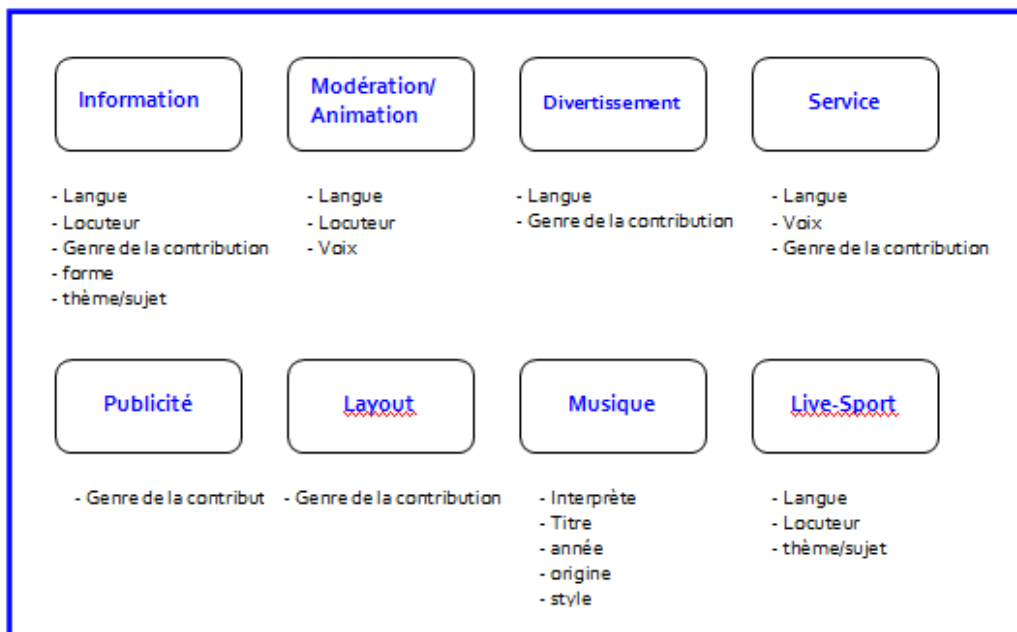 Information
Modération/
Animation
Divertissement
Service
- Langue
- Locuteur
- Genre de la contribution
- forme
- thème/sujet
- Langue
- Locuteur
- Voix
- Langue
- Genre de la contribution
- Langue
- Voix
- Genre de la contribution
Publicité
Layout
Musique
Live-Sport
- Genre de la contribut
- Genre de la contribution
- Interprète
- Titre
- année
- origine
- style
- Langue
- Locuteur
- thème/sujet